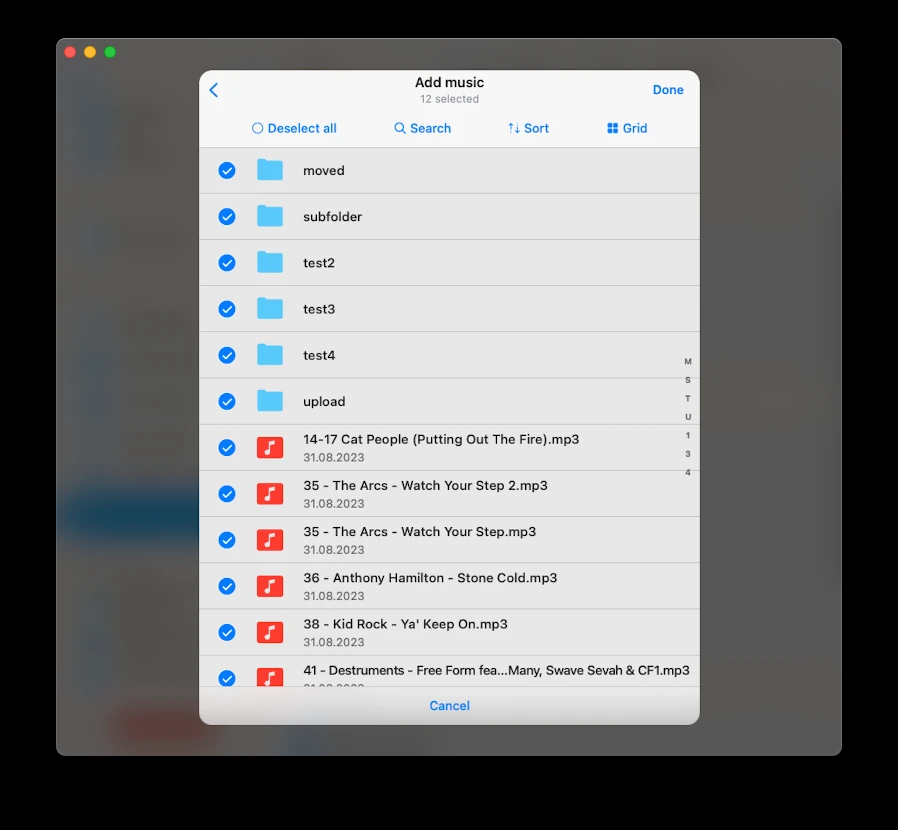 Add music
12 selected
Done
Deselect all
Search
Sort
Grid
moved
subfolder
test2
test3
test4
upload
14-17 Cat People (Putting Out The Fire).mp3
31.08.2023
35 - The Arcs - Watch Your Step 2.mp3
31.08.2023
35 - The Arcs - Watch Your Step.mp3
31.08.2023
36 - Anthony Hamilton - Stone Cold.mp3
31.08.2023
38 - Kid Rock - Ya' Keep On.mp3
31.08.2023
41 - Destruments - Free Form fea...Many, Swave Sevah & CF1.mp3
M
S
T
U
1
3
4
Cancel